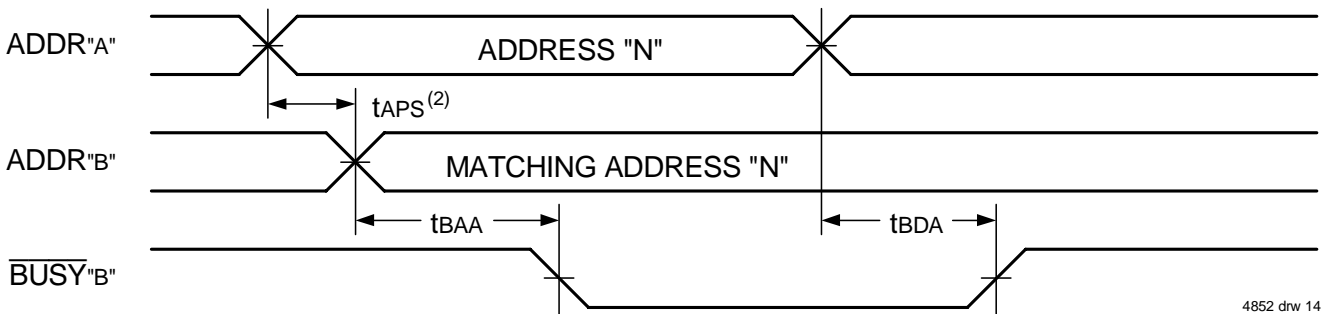 ADDR"A"
ADDRESS "N"
tAPS(2)
ADDR"B"
MATCHING ADDRESS "N"
tBAA
tBDA
BUSY"B"
4852 drw 14